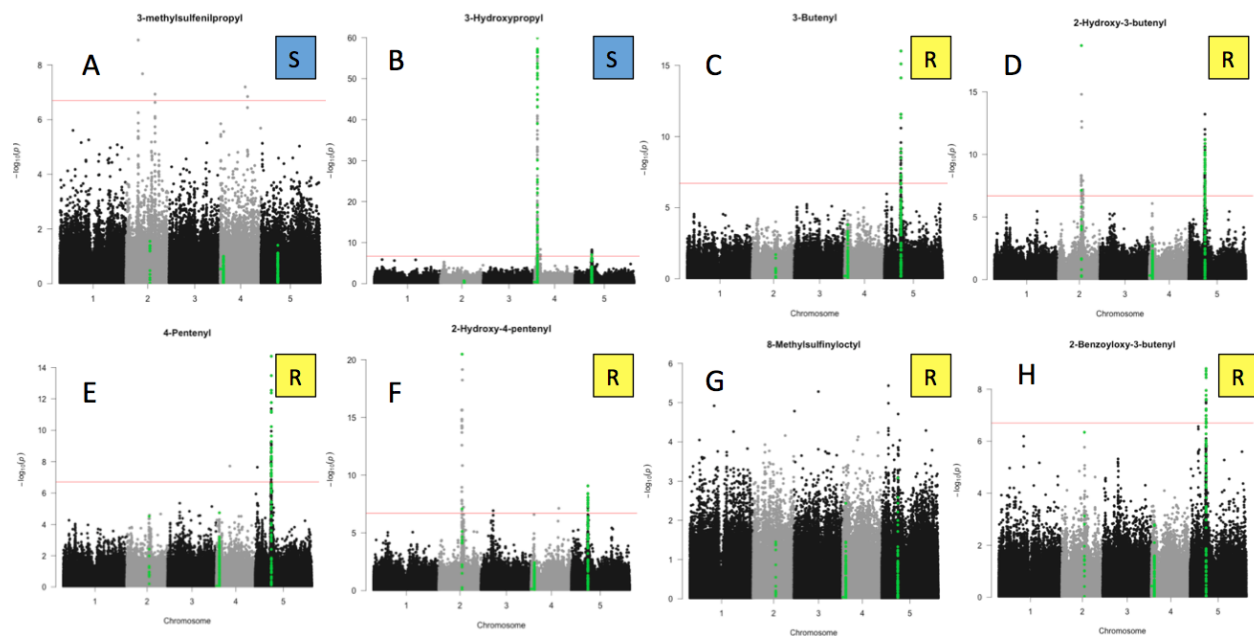 3-methylsulfenilpropyl
A
S
8
6
4
2
0
−log10(p)
1 2 3 4 5
3-Hydroxypropyl
B
S
60
50
40
30
20
10
0
−log10(p)
1 2 3 4 5
3-Butenyl
C
R
15
10
5
0
−log10(p)
1 2 3 4 5
Chromosome
2-Hydroxy-3-butenyl
D
R
15
10
5
0
−log10(p)
1 2 3 4 5
Chromosome
4-Pentenyl
E
R
14
12
10
8
6
4
2
0
−log10(p)
1 2 3 4 5
Chromosome
2-Hydroxy-4-pentenyl
F
R
20
15
10
5
0
−log10(p)
1 2 3 4 5
Chromosome
8-Methylsulfinyloctyl
G
R
6
5
4
3
2
1
0
−log10(p)
1 2 3 4 5
Chromosome
2-Benzoyloxy-3-butenyl
H
R
8
6
4
2
0
−log10(p)
1 2 3 4 5
Chromosome